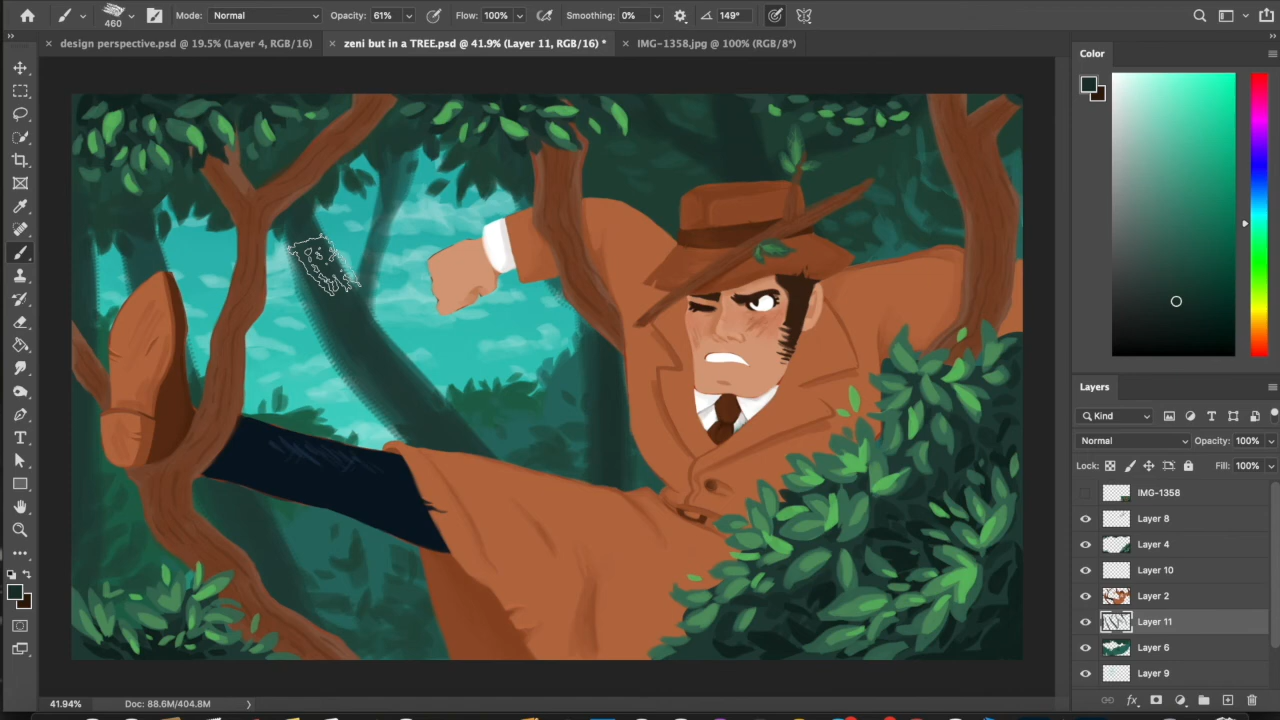 460
Mode: Normal Opacity: 61% Flow: 100% Smoothing: 0% 149°
design perspective.psd @ 19.5% (Layer 4, RGB/16)
zeni but in a TREE.psd @ 41.9% (Layer 11, RGB/16) *
IMG-1358.jpg @ 100% (RGB/8*)
Color
Layers
Kind
Normal Opacity: 100%
Lock: Fill: 100%
IMG-1358
Layer 8
Layer 4
Layer 10
Layer 2
Layer 11
Layer 6
Layer 9
41.94% Doc: 88.6M/404.8M